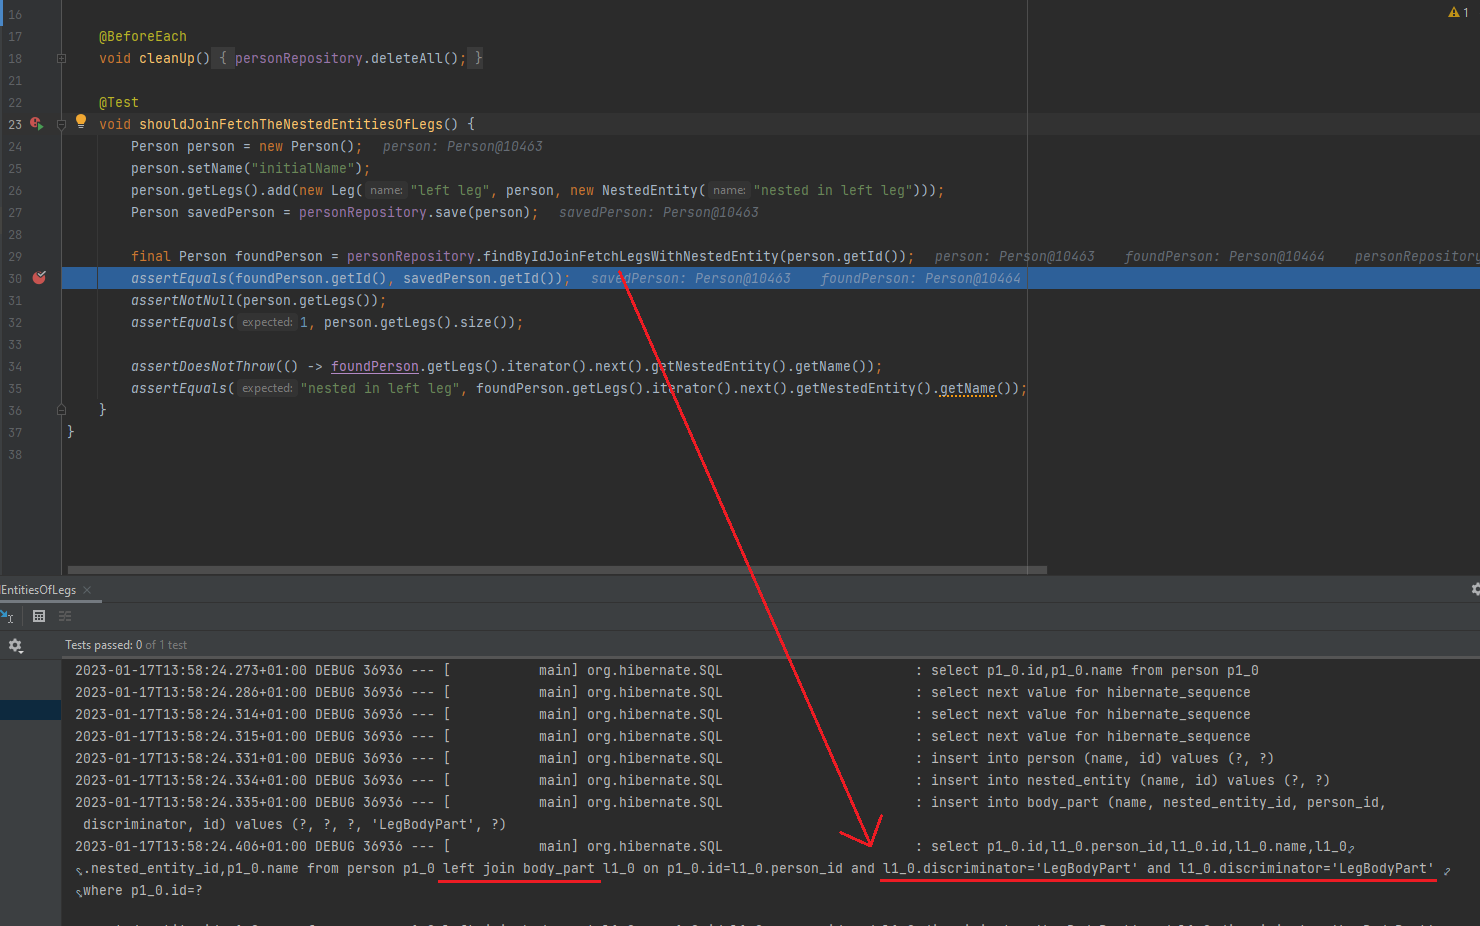 16
1
17 @BeforeEach
18 void cleanUp() { personRepository.deleteAll(); }
21
22 @Test
23 void shouldJoinFetchTheNestedEntitiesOfLegs() {
24 Person person = new Person(); person: Person@10463
25 person.setName("initialName");
26 person.getLegs().add(new Leg( name: "left leg", person, new NestedEntity( name: "nested in left leg")));
27 Person savedPerson = personRepository.save(person); savedPerson: Person@10463
28
29 final Person foundPerson = personRepository.findByIdJoinFetchLegsWithNestedEntity(person.getId()); person: Person@10463 foundPerson: Person@10464 personRepository
30 assertEquals(foundPerson.getId(), savedPerson.getId()); savedPerson: Person@10463 foundPerson: Person@10464
31 assertNotNull(person.getLegs());
32 assertEquals( expected: 1, person.getLegs().size());
33
34 assertDoesNotThrow(() -> foundPerson.getLegs().iterator().next().getNestedEntity().getName());
35 assertEquals( expected: "nested in left leg", foundPerson.getLegs().iterator().next().getNestedEntity().getName());
36 }
37 }
38
EntitiesOfLegs
Tests passed: 0 of 1 test
2023-01-17T13:58:24.273+01:00 DEBUG 36936 --- [ main] org.hibernate.SQL : select p1_0.id,p1_0.name from person p1_0
2023-01-17T13:58:24.286+01:00 DEBUG 36936 --- [ main] org.hibernate.SQL : select next value for hibernate_sequence
2023-01-17T13:58:24.314+01:00 DEBUG 36936 --- [ main] org.hibernate.SQL : select next value for hibernate_sequence
2023-01-17T13:58:24.315+01:00 DEBUG 36936 --- [ main] org.hibernate.SQL : select next value for hibernate_sequence
2023-01-17T13:58:24.331+01:00 DEBUG 36936 --- [ main] org.hibernate.SQL : insert into person (name, id) values (?, ?)
2023-01-17T13:58:24.334+01:00 DEBUG 36936 --- [ main] org.hibernate.SQL : insert into nested_entity (name, id) values (?, ?)
2023-01-17T13:58:24.335+01:00 DEBUG 36936 --- [ main] org.hibernate.SQL : insert into body_part (name, nested_entity_id, person_id,
discriminator, id) values (?, ?, ?, 'LegBodyPart', ?)
2023-01-17T13:58:24.406+01:00 DEBUG 36936 --- [ main] org.hibernate.SQL : select p1_0.id,l1_0.person_id,l1_0.id,l1_0.name,l1_0
.nested_entity_id,p1_0.name from person p1_0 left join body_part l1_0 on p1_0.id=l1_0.person_id and l1_0.discriminator='LegBodyPart' and l1_0.discriminator='LegBodyPart'
where p1_0.id=?